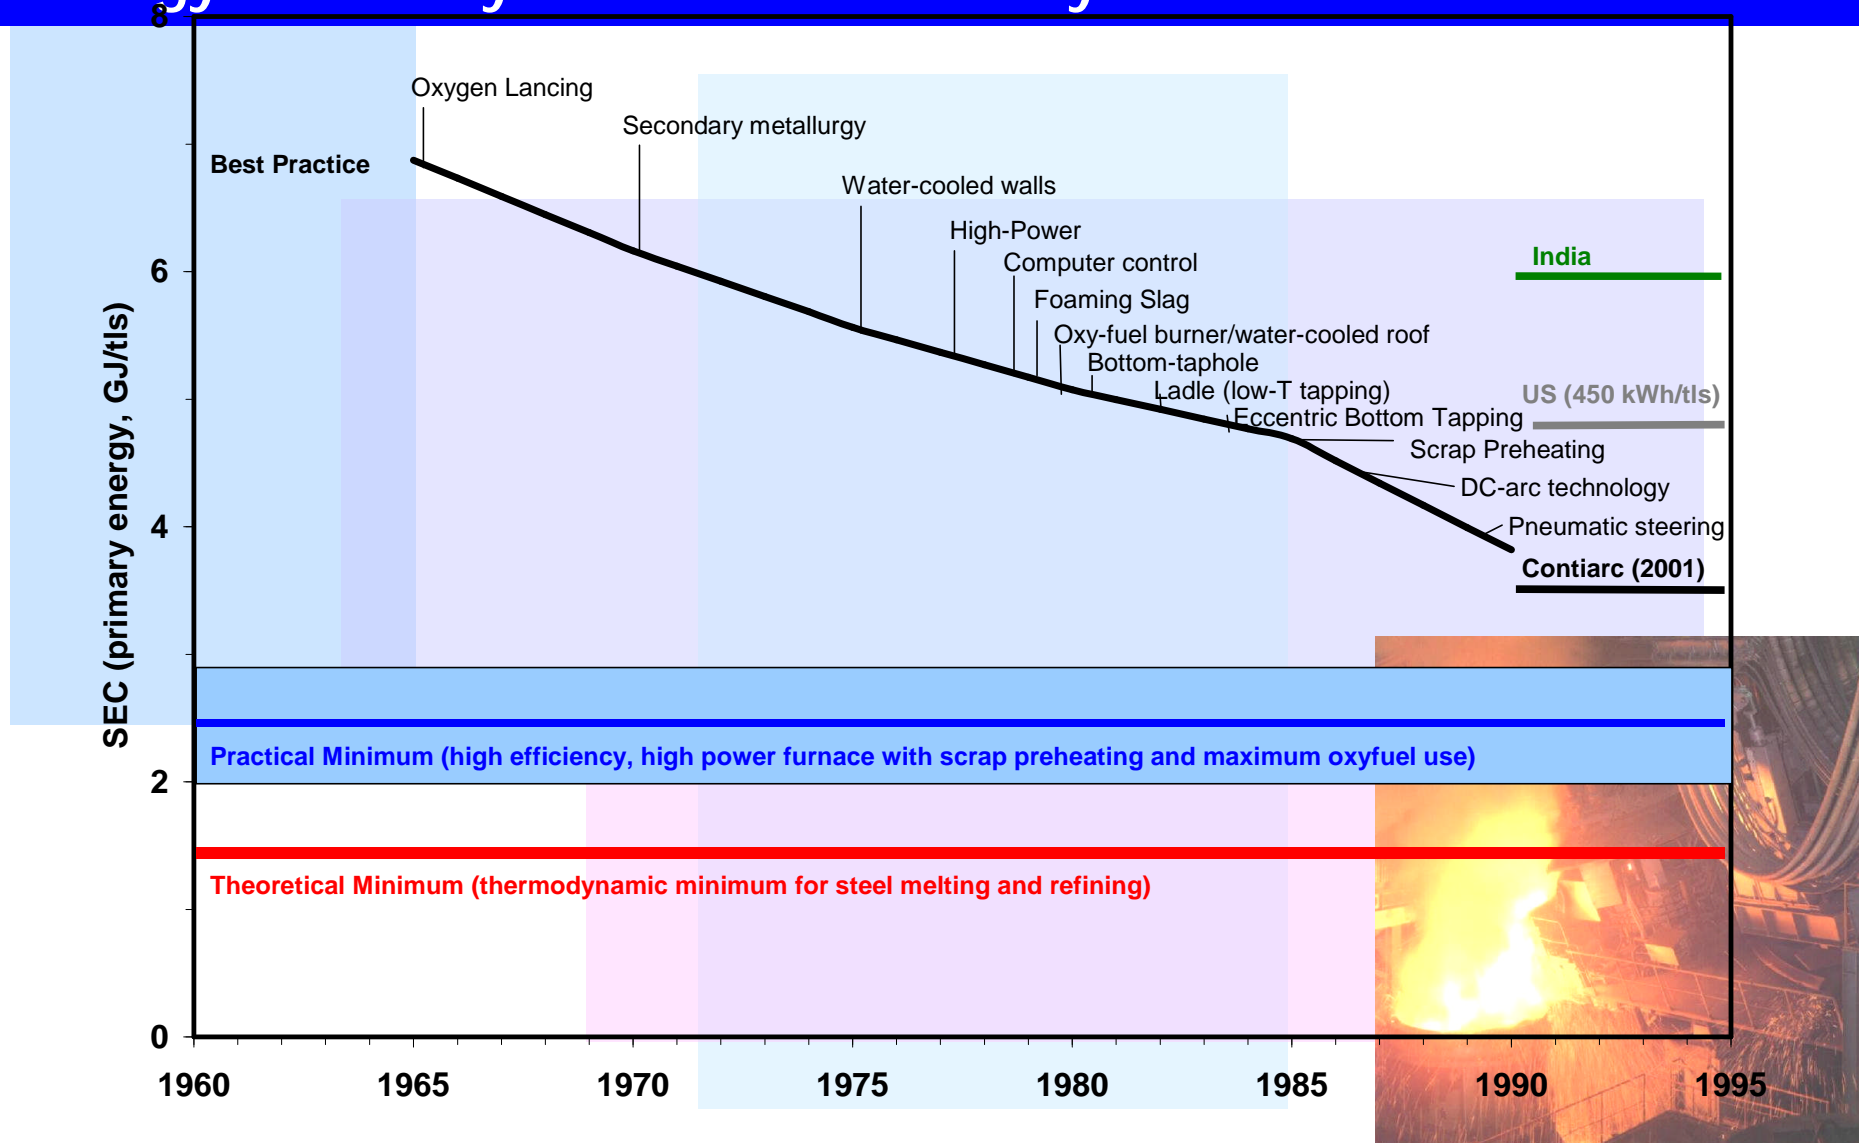 8
Oxygen Lancing
Secondary metallurgy
Best Practice
Water-cooled walls
High-Power
Computer control
India
6
Foaming Slag
Oxy-fuel burner/water-cooled roof
Bottom-taphole
Ladle (low-T tapping)
US (450 kWh/tls)
Eccentric Bottom Tapping
Scrap Preheating
DC-arc technology
4
Pneumatic steering
Contiarc (2001)
SEC (primary energy, GJ/tls)
Practical Minimum (high efficiency, high power furnace with scrap preheating and maximum oxyfuel use)
2
Theoretical Minimum (thermodynamic minimum for steel melting and refining)
0
1960 1965 1970 1975 1980 1985 1990 1995